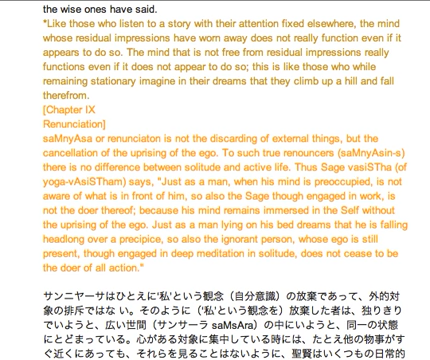 the wise ones have said.
"Like those who listen to a story with their attention fixed elsewhere, the mind
whose residual impressions have worn away does not really function even if it
appears to do so. The mind that is not free from residual impressions really
functions even if it does not appear to do so; this is like those who while
remaining stationary imagine in their dreams that they climb up a hill and fall
therefrom.
[Chapter IX
Renunciation]
saMnyAsa or renunciaton is not the discarding of external things, but the
cancellation of the uprising of the ego. To such true renouncers (saMnyAsin-s)
there is no difference between solitude and active life. Thus Sage vasiSTha (of
yoga-vAsiSTham) says, "Just as a man, when his mind is preoccupied, is not
aware of what is in front of him, so also the Sage though engaged in work, is
not the doer thereof; because his mind remains immersed in the Self without
the uprising of the ego. Just as a man lying on his bed dreams that he is falling
headlong over a precipice, so also the ignorant person, whose ego is still
present, though engaged in deep meditation in solitude, does not cease to be
the doer of all action."
サンニヤーサはひとえに'私'という観念（自分意識）の放棄であって、外的対
象の排斥ではな い。そのように（'私'という観念を）放棄した者は、独りきり
でいようと、広い世間（サンサーラ saMsAra）の中にいようと、同一の状態
にとどまっている。心がある対象に集中している時には、たとえ他の物事がす
ぐ近くにあっても、それらを見ることはないように、聖賢はいくつもの日常的